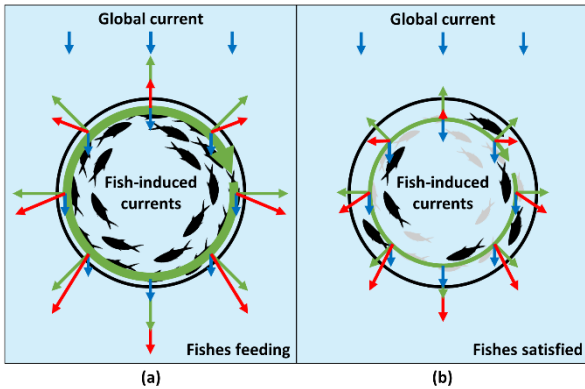 Global current
Fish-induced
currents
Fishes feeding
(a)
Global current
Fish-induced
currents
Fishes satisfied
(b)